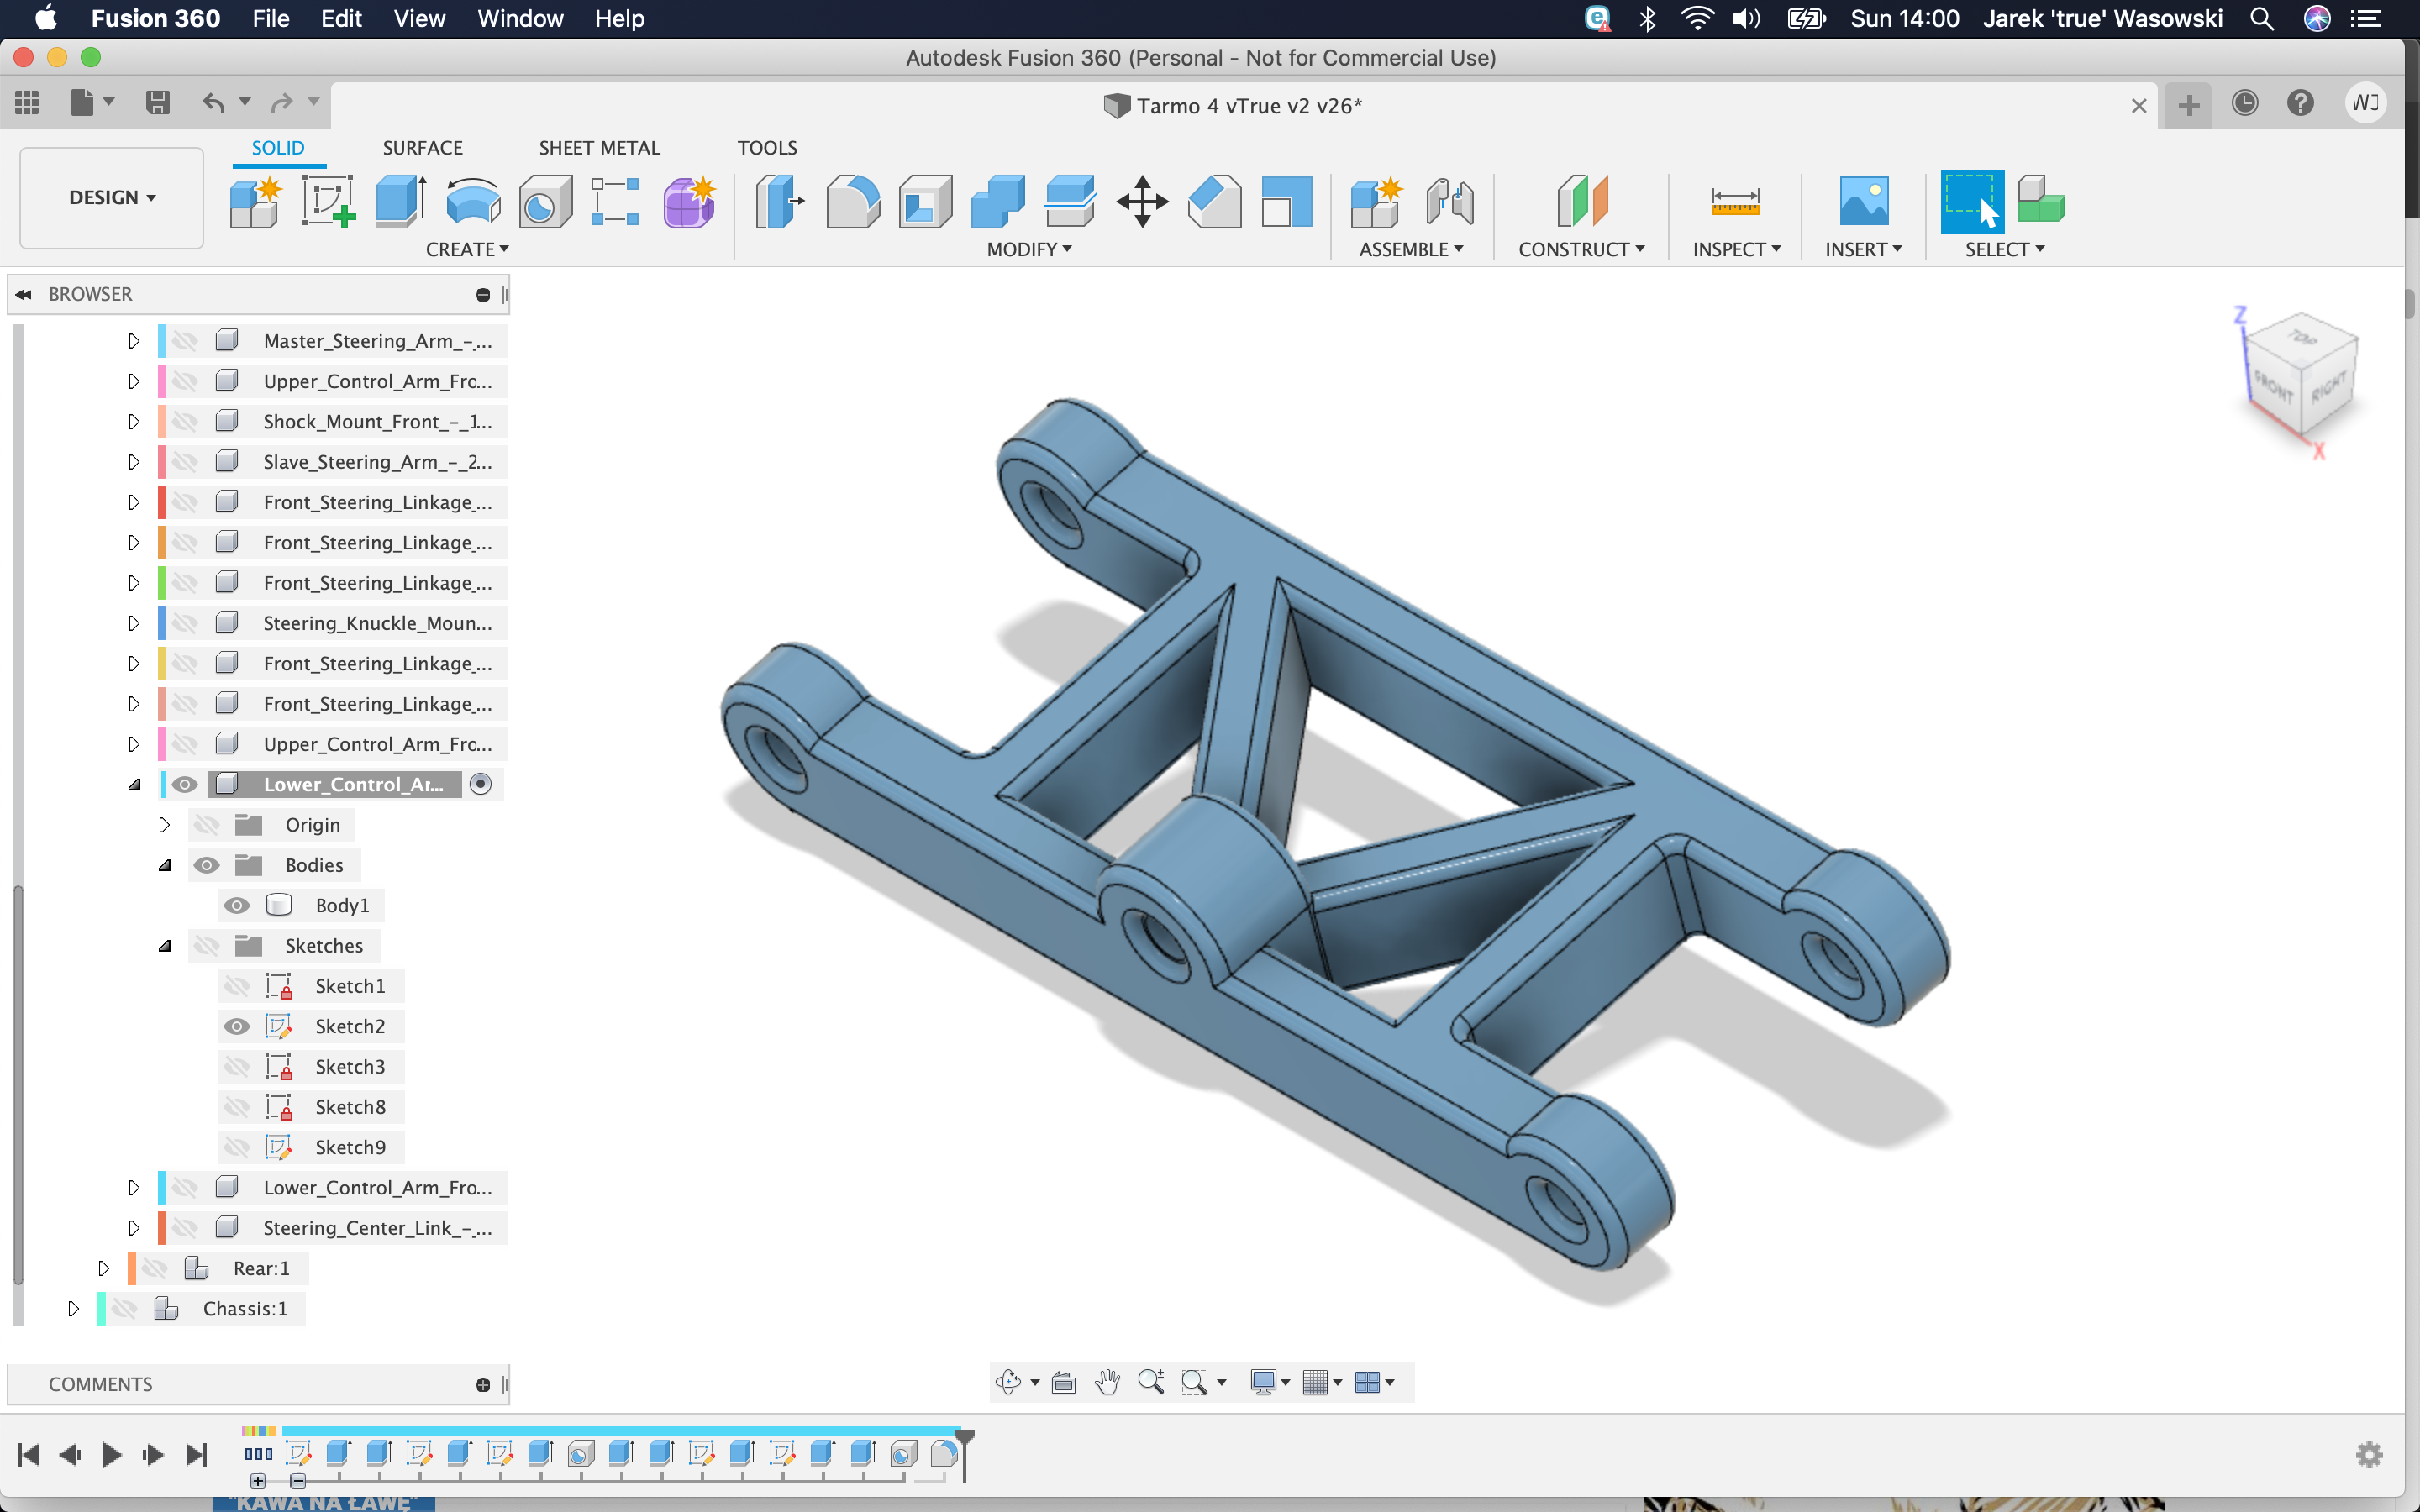 Fusion 360 File Edit View Window Help Sun 14:00 Jarek 'true' Wasowski
Autodesk Fusion 360 (Personal - Not for Commercial Use)
Tarmo 4 vTrue v2 v26*
WJ
SOLID SURFACE SHEET METAL TOOLS
DESIGN
CREATE MODIFY ASSEMBLE CONSTRUCT INSPECT INSERT SELECT
BROWSER
Master_Steering_Arm_-_...
Upper_Control_Arm_Frc...
Shock_Mount_Front_-_1...
Slave_Steering_Arm_-_2...
Front_Steering_Linkage_...
Front_Steering_Linkage_...
Front_Steering_Linkage_...
Steering_Knuckle_Moun...
Front_Steering_Linkage_...
Front_Steering_Linkage_...
Upper_Control_Arm_Frc...
Lower_Control_Ar...
Origin
Bodies
Body1
Sketches
Sketch1
Sketch2
Sketch3
Sketch8
Sketch9
Lower_Control_Arm_Fro...
Steering_Center_Link_-_...
Rear:1
Chassis:1
Z
TOP
FRONT RIGHT
X
COMMENTS
"KAWA NA ŁAWĘ"